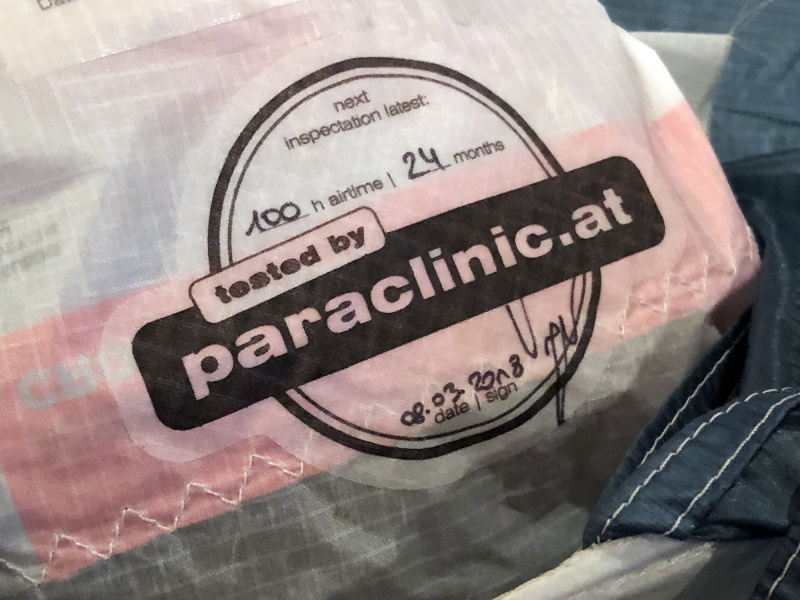 next
inspectation latest:
100 h airtime | 24 months
tested by
paraclinic.at
08.03.2018
date | sign